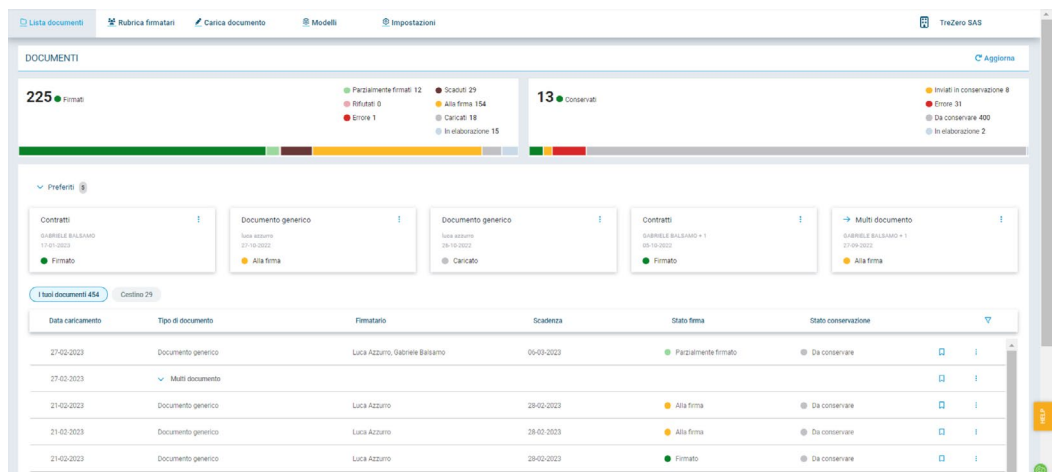 Lista documenti Rubrica firmatari Carica documento Modelli Impostazioni TreZero SAS
DOCUMENTI Aggiorna
225 Firmati
Parzialmente firmati 12
Rifiutati 0
Errore 1
Scaduti 29
Alla firma 154
Caricati 18
In elaborazione 15
13 Conservati
Inviati in conservazione 8
Errore 31
Da conservare 400
In elaborazione 2
Preferiti
Contratti
GABRIELE BALSAMO
17-01-2023
Firmato
Documento generico
luca azzurro
27-10-2022
Alla firma
Documento generico
luca azzurro
26-10-2022
Caricato
Contratti
GABRIELE BALSAMO + 1
05-10-2022
Firmato
Multi documento
GABRIELE BALSAMO + 1
27-09-2022
Alla firma
I tuoi documenti 454 Cestino 29
Data caricamento Tipo di documento Firmatario Scadenza Stato firma Stato conservazione
27-02-2023 Documento generico Luca Azzurro, Gabriele Balsamo 06-03-2023 Parzialmente firmato Da conservare
27-02-2023 Multi documento
21-02-2023 Documento generico Luca Azzurro 28-02-2023 Alla firma Da conservare
21-02-2023 Documento generico Luca Azzurro 28-02-2023 Alla firma Da conservare
21-02-2023 Documento generico Luca Azzurro 28-02-2023 Firmato Da conservare
HELP